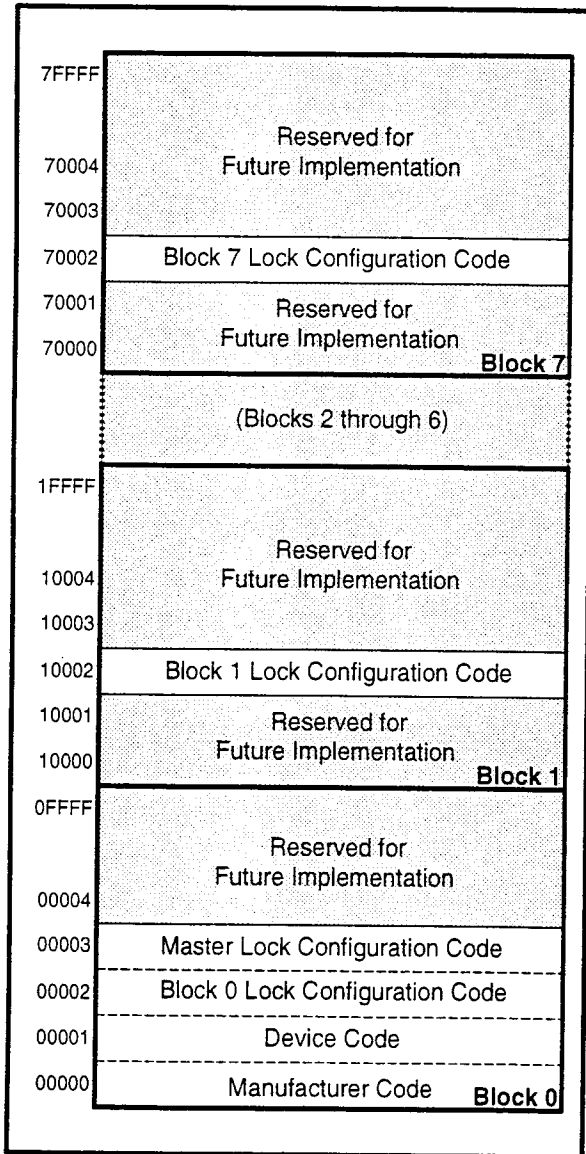 7FFFF
Reserved for
Future Implementation
70004
70003
70002 Block 7 Lock Configuration Code
70001
Reserved for
Future Implementation
70000
Block 7
(Blocks 2 through 6)
1FFFF
Reserved for
Future Implementation
10004
10003
10002 Block 1 Lock Configuration Code
10001
Reserved for
Future Implementation
10000
Block 1
0FFFF
Reserved for
Future Implementation
00004
00003 Master Lock Configuration Code
00002 Block 0 Lock Configuration Code
00001 Device Code
00000 Manufacturer Code Block 0